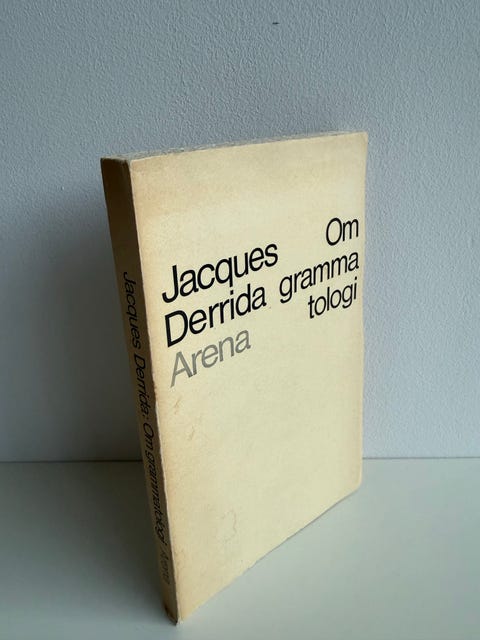 Jacques
Derrida
Arena
Om
gramma
tologi
Jacques Derrida: Om grammatologi Arena